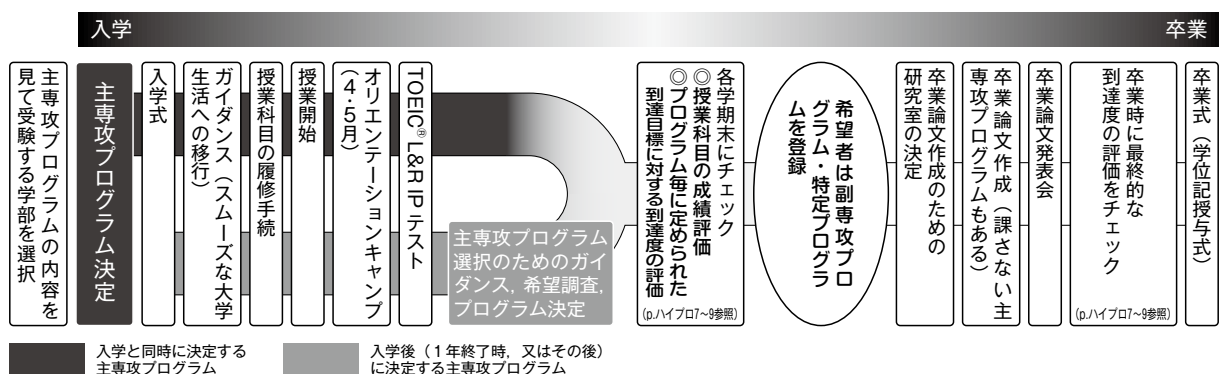 入学
卒業
主専攻プログラムの内容を
見て受験する学部を選択
主専攻プログラム決定
入学式
ガイダンス（スムーズな大学
生活への移行）
授業科目の履修手続
授業開始
オリエンテーションキャンプ
（4・5月）
TOEIC® L&R IP テスト
主専攻プログラム
選択のためのガイ
ダンス, 希望調査,
プログラム決定
各学期末にチェック
◎授業科目の成績評価
◎プログラム毎に定められた
到達目標に対する到達度の評価
(p.ハイプロ7～9参照)
希望者は副専攻プロ
グラム・特定プログラ
ムを登録
卒業論文作成のための
研究室の決定
卒業論文作成（課さない主
専攻プログラムもある）
卒業論文発表会
卒業時に最終的な
到達度の評価をチェック
(p.ハイプロ7～9参照)
卒業式（学位記授与式）
入学と同時に決定する
主専攻プログラム
入学後（1年終了時, 又はその後）
に決定する主専攻プログラム